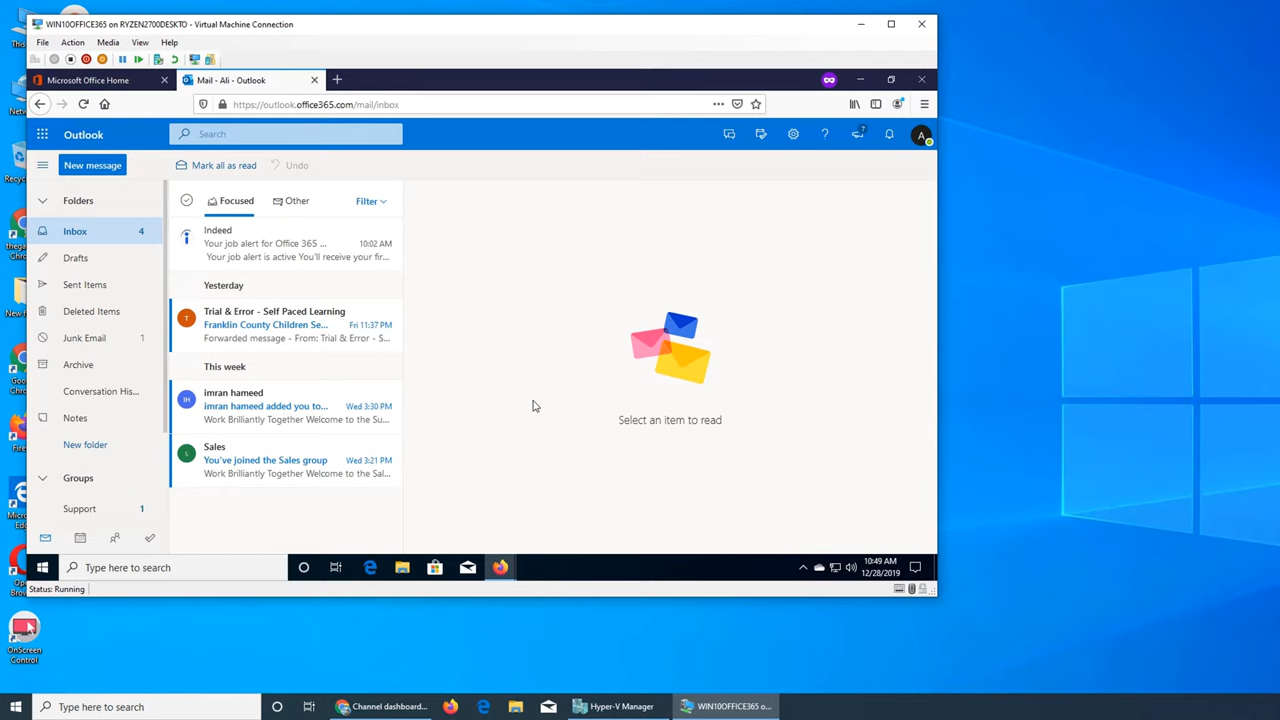 WIN10OFFICE365 on RYZEN2700DESKTO - Virtual Machine Connection
File Action Media View Help
Microsoft Office Home
Mail - Ali - Outlook
https://outlook.office365.com/mail/inbox
Outlook
Search
7
A
New message
Mark all as read
Undo
Folders
Inbox 4
Drafts
Sent Items
Deleted Items
Junk Email 1
Archive
Conversation His...
Notes
New folder
Groups
Support 1
Focused
Other
Filter
Indeed
Your job alert for Office 365 ... 10:02 AM
Your job alert is active You'll receive your fir...
Yesterday
T
Trial & Error - Self Paced Learning
Franklin County Children Se... Fri 11:37 PM
Forwarded message - From: Trial & Error - S...
This week
IH
imran hameed
imran hameed added you to... Wed 3:30 PM
Work Brilliantly Together Welcome to the Su...
S
Sales
You've joined the Sales group Wed 3:21 PM
Work Brilliantly Together Welcome to the Sal...
Select an item to read
Type here to search
10:49 AM
12/28/2019
Status: Running
OnScreen
Control
Type here to search
Channel dashboard...
Hyper-V Manager
WIN10OFFICE365 o...